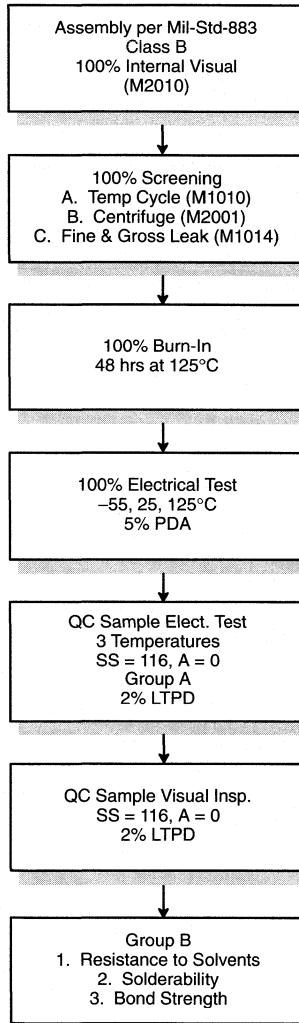 Assembly per Mil-Std-883
Class B
100% Internal Visual
(M2010)
100% Screening
A. Temp Cycle (M1010)
B. Centrifuge (M2001)
C. Fine & Gross Leak (M1014)
100% Burn-In
48 hrs at 125°C
100% Electrical Test
–55, 25, 125°C
5% PDA
QC Sample Elect. Test
3 Temperatures
SS = 116, A = 0
Group A
2% LTPD
QC Sample Visual Insp.
SS = 116, A = 0
2% LTPD
Group B
1. Resistance to Solvents
2. Solderability
3. Bond Strength